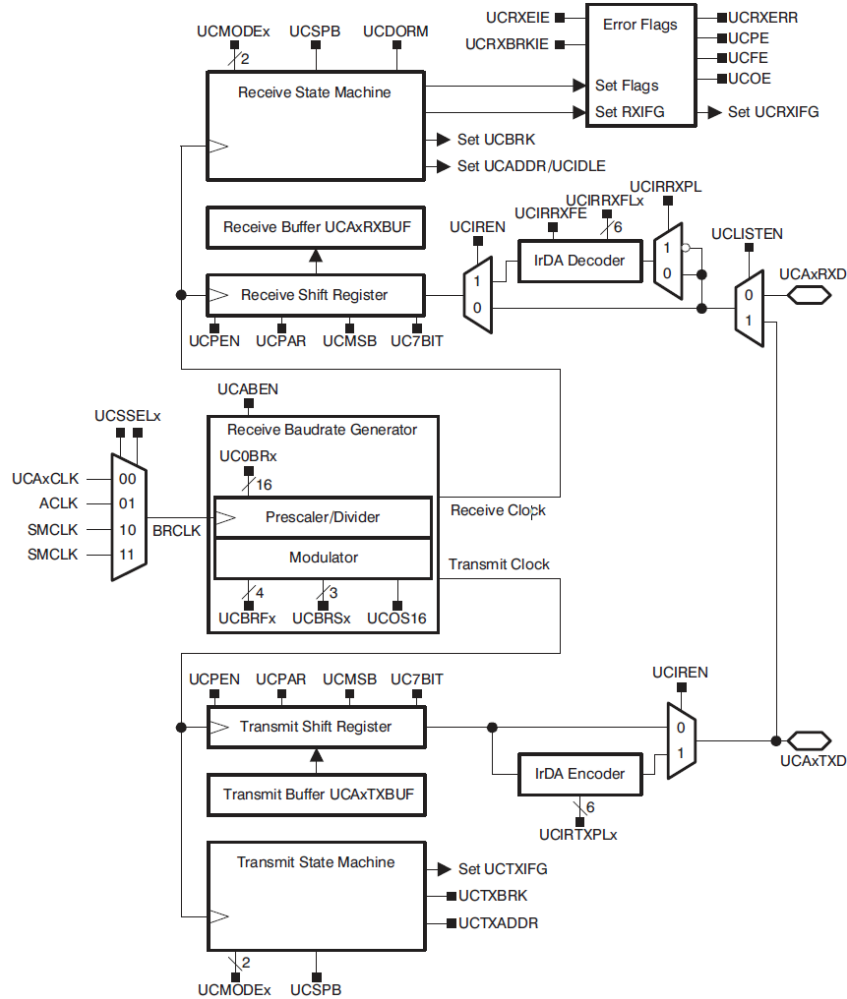 UCRXEIE
UCRXBRKIE
Error Flags
UCRXERR
UCPE
UCFE
UCOE
Set Flags
Set RXIFG
Set UCRXIFG
UCMODEx
UCSPB
UCDORM
2
Receive State Machine
Set UCBRK
Set UCADDR/UCIDLE
Receive Buffer UCAxRXBUF
Receive Shift Register
UCPEN
UCPAR
UCMSB
UC7BIT
UCIREN
1
0
UCIRRXFE
UCIRRXFLx
6
IrDA Decoder
UCIRRXPL
1
0
UCLISTEN
0
1
UCAxRXD
UCABEN
Receive Baudrate Generator
UC0BRx
16
Prescaler/Divider
Modulator
4
3
UCBRFx
UCBRSx
UCOS16
Receive Clock
Transmit Clock
UCSSELx
UCAxCLK
00
ACLK
01
SMCLK
10
SMCLK
11
BRCLK
UCPEN
UCPAR
UCMSB
UC7BIT
Transmit Shift Register
Transmit Buffer UCAxTXBUF
UCIREN
0
1
IrDA Encoder
6
UCIRTXPLx
UCAxTXD
Transmit State Machine
Set UCTXIFG
UCTXBRK
UCTXADDR
2
UCMODEx
UCSPB